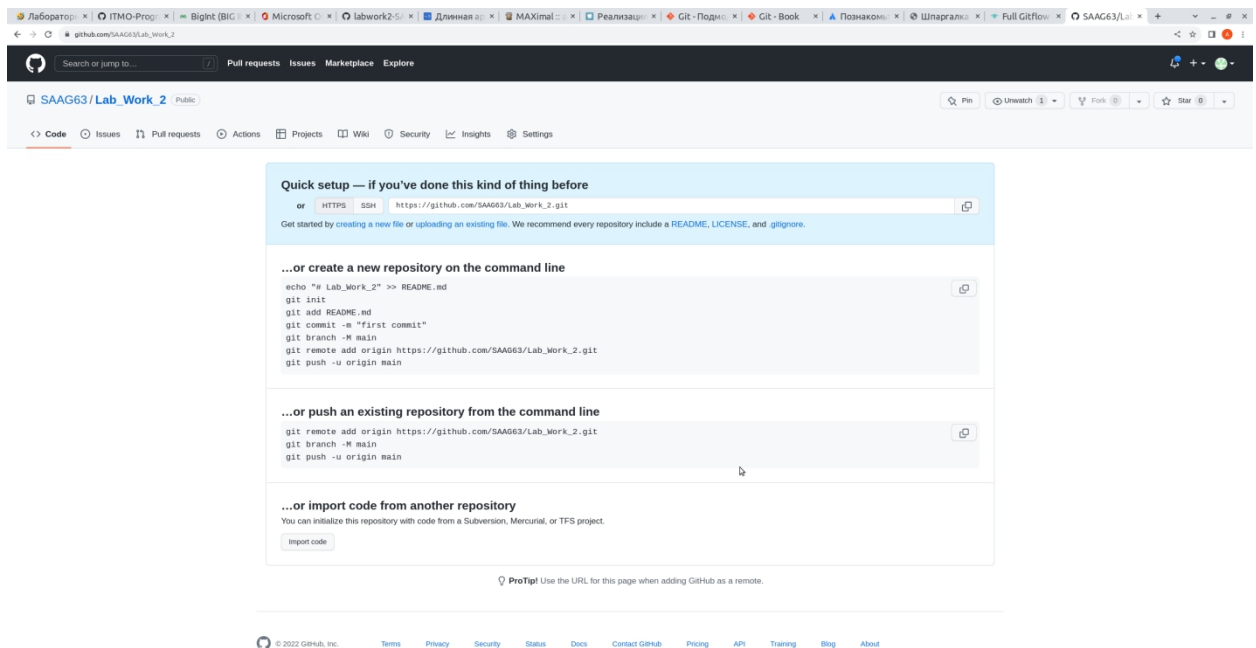 Лаборатор
ITMO-Progr
BigInt (BIG
Microsoft
labwork2-S
Длинная ар
MAXimal
Реализаци
Git - Подмо
Git - Book
Познакомь
Шпаргалка
Full Gitflow
SAAG63/Lab
github.com/SAAG63/Lab_Work_2
Search or jump to... / Pull requests Issues Marketplace Explore
SAAG63 / Lab_Work_2 Public Pin Unwatch 1 Fork 0 Star 0
Code Issues Pull requests Actions Projects Wiki Security Insights Settings
Quick setup — if you’ve done this kind of thing before
or HTTPS SSH https://github.com/SAAG63/Lab_Work_2.git
Get started by creating a new file or uploading an existing file. We recommend every repository include a README, LICENSE, and .gitignore.
…or create a new repository on the command line
echo "# Lab_Work_2" >> README.md
git init
git add README.md
git commit -m "first commit"
git branch -M main
git remote add origin https://github.com/SAAG63/Lab_Work_2.git
git push -u origin main
…or push an existing repository from the command line
git remote add origin https://github.com/SAAG63/Lab_Work_2.git
git branch -M main
git push -u origin main
…or import code from another repository
You can initialize this repository with code from a Subversion, Mercurial, or TFS project.
Import code
ProTip! Use the URL for this page when adding GitHub as a remote.
© 2022 GitHub, Inc. Terms Privacy Security Status Docs Contact GitHub Pricing API Training Blog About